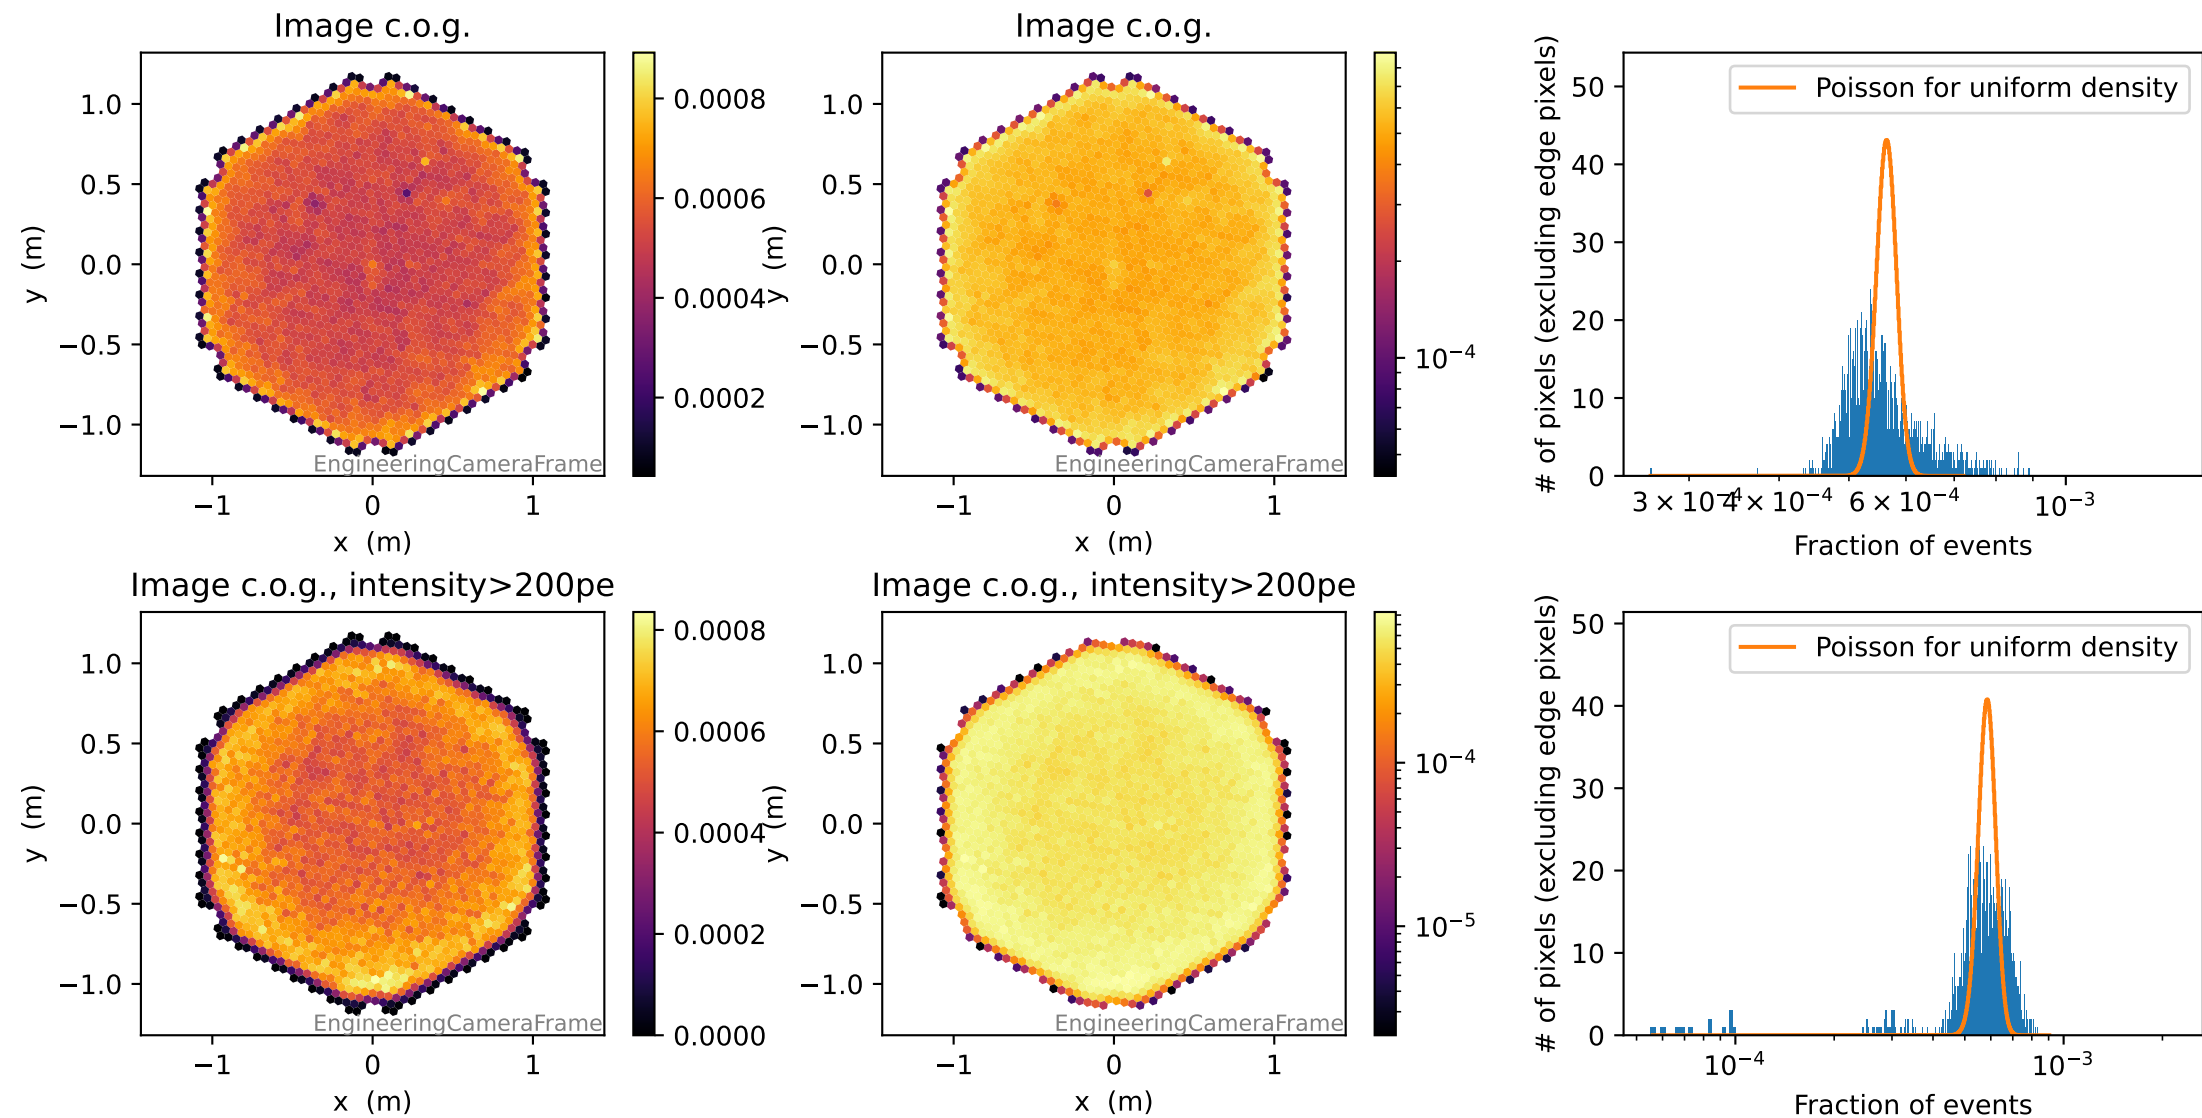 Image c.o.g.
1.0
0.5
0.0
−0.5
−1.0
y (m)
−1
0
1
x (m)
EngineeringCameraFrame
0.0008
0.0006
0.0004
0.0002
Image c.o.g.
1.0
0.5
0.0
−0.5
−1.0
y (m)
−1
0
1
x (m)
EngineeringCameraFrame
10⁻⁴
Poisson for uniform density
50
40
30
20
10
0
# of pixels (excluding edge pixels)
3 × 10⁻⁴
4 × 10⁻⁴
6 × 10⁻⁴
10⁻³
Fraction of events
Image c.o.g., intensity>200pe
1.0
0.5
0.0
−0.5
−1.0
y (m)
−1
0
1
x (m)
EngineeringCameraFrame
0.0008
0.0006
0.0004
0.0002
0.0000
Image c.o.g., intensity>200pe
1.0
0.5
0.0
−0.5
−1.0
y (m)
−1
0
1
x (m)
EngineeringCameraFrame
10⁻⁴
10⁻⁵
Poisson for uniform density
50
40
30
20
10
0
# of pixels (excluding edge pixels)
10⁻⁴
10⁻³
Fraction of events